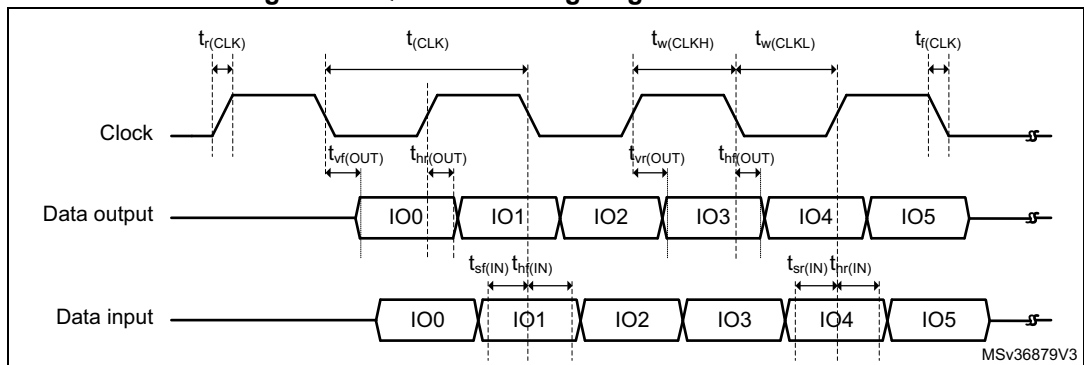 t_r(CLK) t_(CLK) t_w(CLKH) t_w(CLKL) t_f(CLK)
Clock
t_vf(OUT) t_hr(OUT) t_vr(OUT) t_hf(OUT)
Data output IO0 IO1 IO2 IO3 IO4 IO5
t_sf(IN) t_hf(IN) t_sr(IN) t_hr(IN)
Data input IO0 IO1 IO2 IO3 IO4 IO5
MSv36879V3